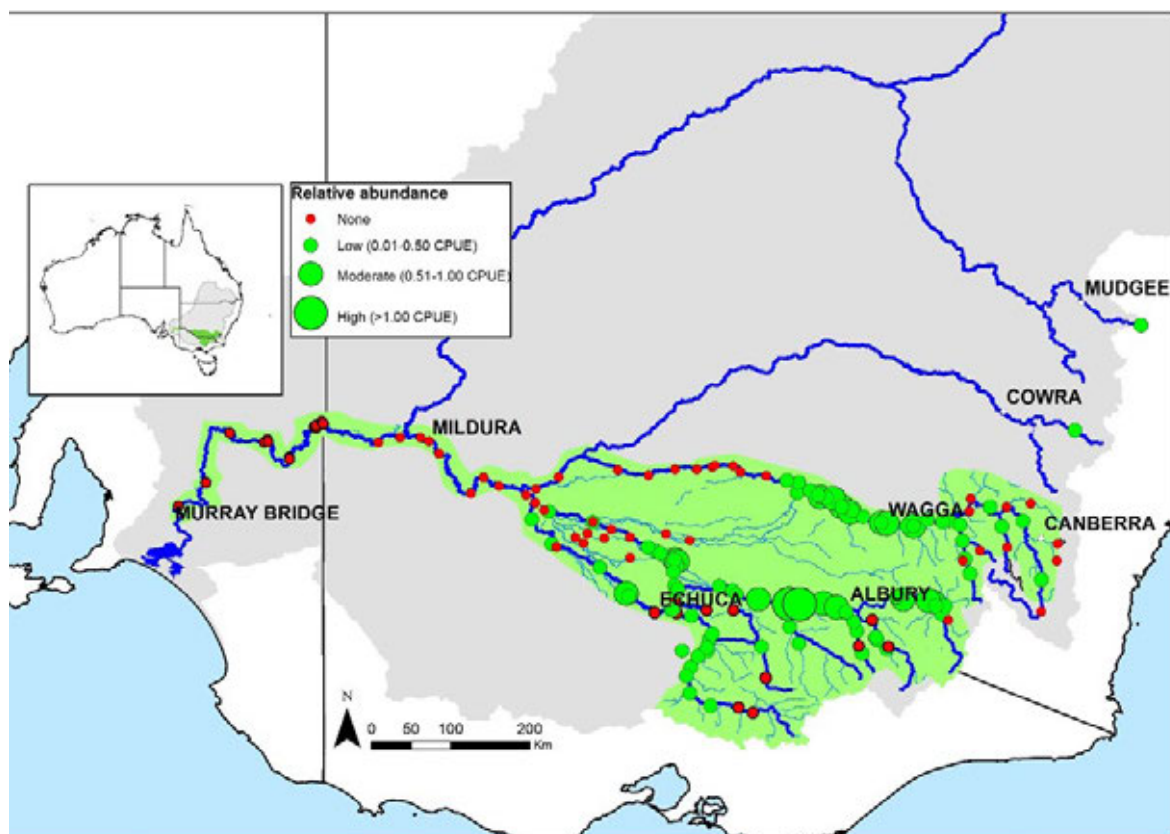 MUDGEE
Relative abundance
None
Low (0.01-0.50 CPUE)
Moderate (0.51-1.00 CPUE)
High (>1.00 CPUE)
COWRA
MILDURA
MURRAY BRIDGE
WAGGA
CANBERRA
ECHUCA
ALBURY
N
0 50 100 200
Km